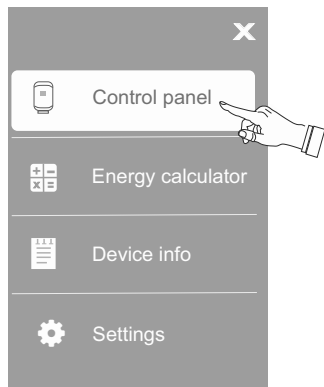 X
Control panel
Energy calculator
Device info
Settings